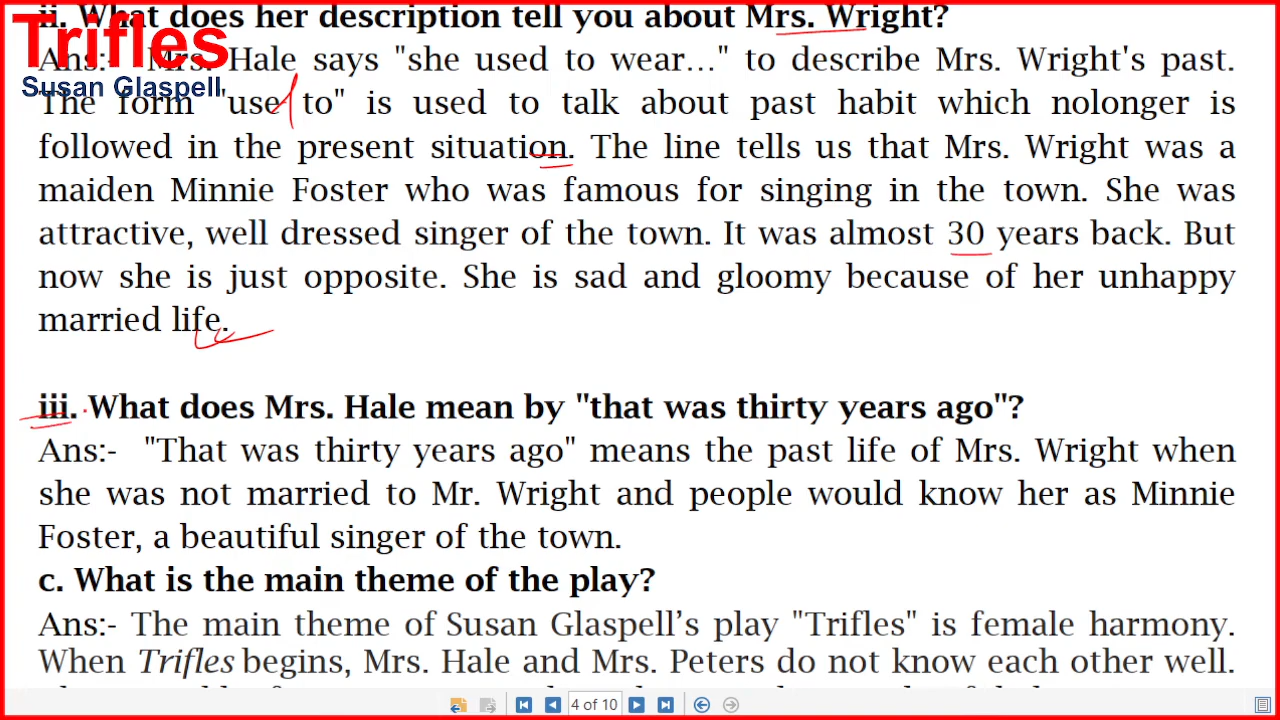 ii. What does her description tell you about Mrs. Wright?
Trifles
Ans:- Mrs. Hale says "she used to wear..." to describe Mrs. Wright's past.
Susan Glaspell
The form "used to" is used to talk about past habit which nolonger is
followed in the present situation. The line tells us that Mrs. Wright was a
maiden Minnie Foster who was famous for singing in the town. She was
attractive, well dressed singer of the town. It was almost 30 years back. But
now she is just opposite. She is sad and gloomy because of her unhappy
married life.
iii. What does Mrs. Hale mean by "that was thirty years ago"?
Ans:- "That was thirty years ago" means the past life of Mrs. Wright when
she was not married to Mr. Wright and people would know her as Minnie
Foster, a beautiful singer of the town.
c. What is the main theme of the play?
Ans:- The main theme of Susan Glaspell’s play "Trifles" is female harmony.
When Trifles begins, Mrs. Hale and Mrs. Peters do not know each other well.
4 of 10